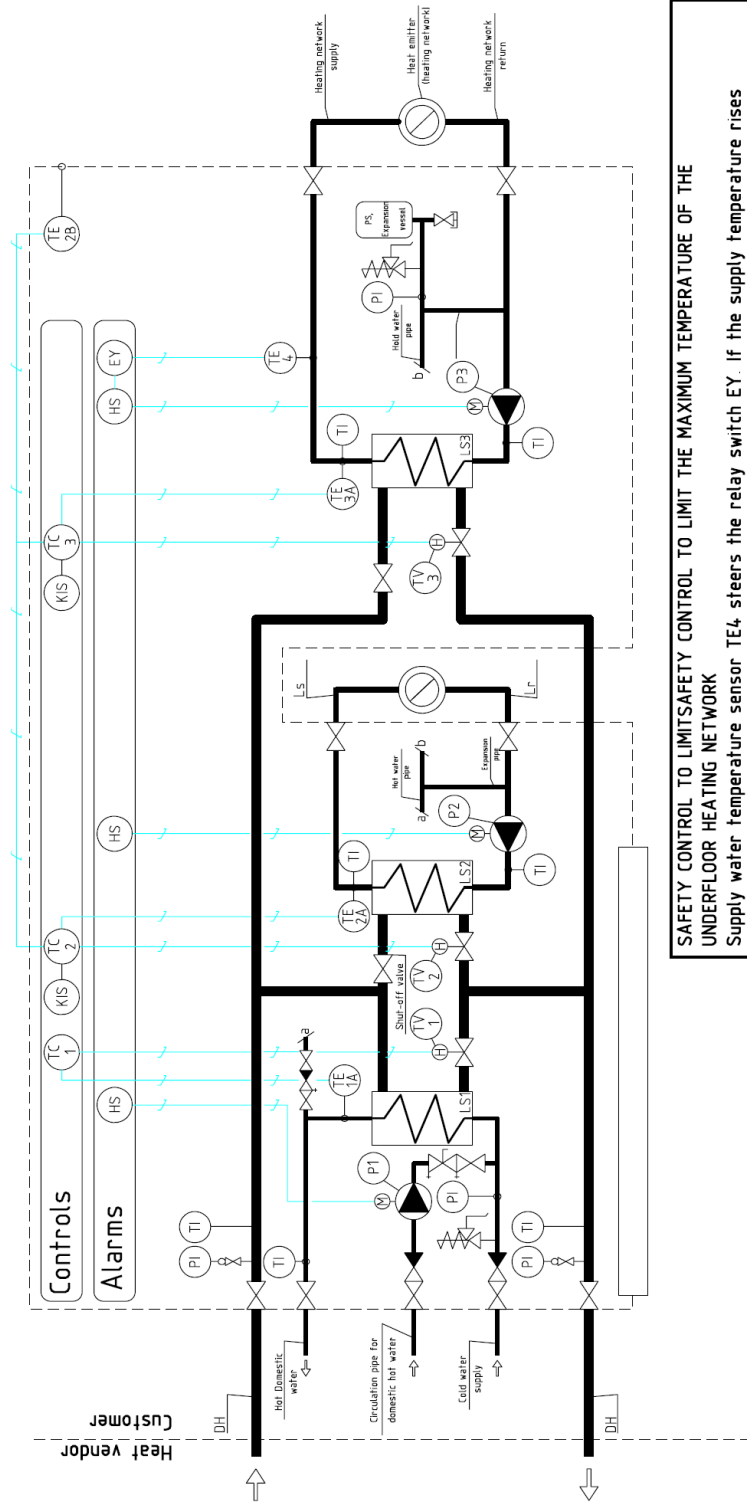 Controls
TC
1
KIS
TC
2
KIS
TC
3
TE
2B
Alarms
HS
HS
HS
EY
Heat vendor
Customer
DH
PI
TI
Hot Domestic
water
TI
a
TE
1A
Circulation pipe for
domestic hot water
M
P1
LS1
Cold water
supply
PI
TV
1
Shut-off valve
TV
2
H
H
TE
2A
TI
LS2
TI
M
P2
Hot water
pipe
a
b
Expansion
pipe
Ls
Lr
TV
3
H
TE
3A
TI
LS3
TI
M
P3
TE
4
Hold water
pipe
b
PI
PS,
Expansion
vessel
Heating network
supply
Heat emitter
(heating network)
Heating network
return
DH
PI
TI
SAFETY CONTROL TO LIMITSAFETY CONTROL TO LIMIT THE MAXIMUM TEMPERATURE OF THE
UNDERFLOOR HEATING NETWORK
Supply water temperature sensor TE4 steers the relay switch EY. If the supply temperature rises